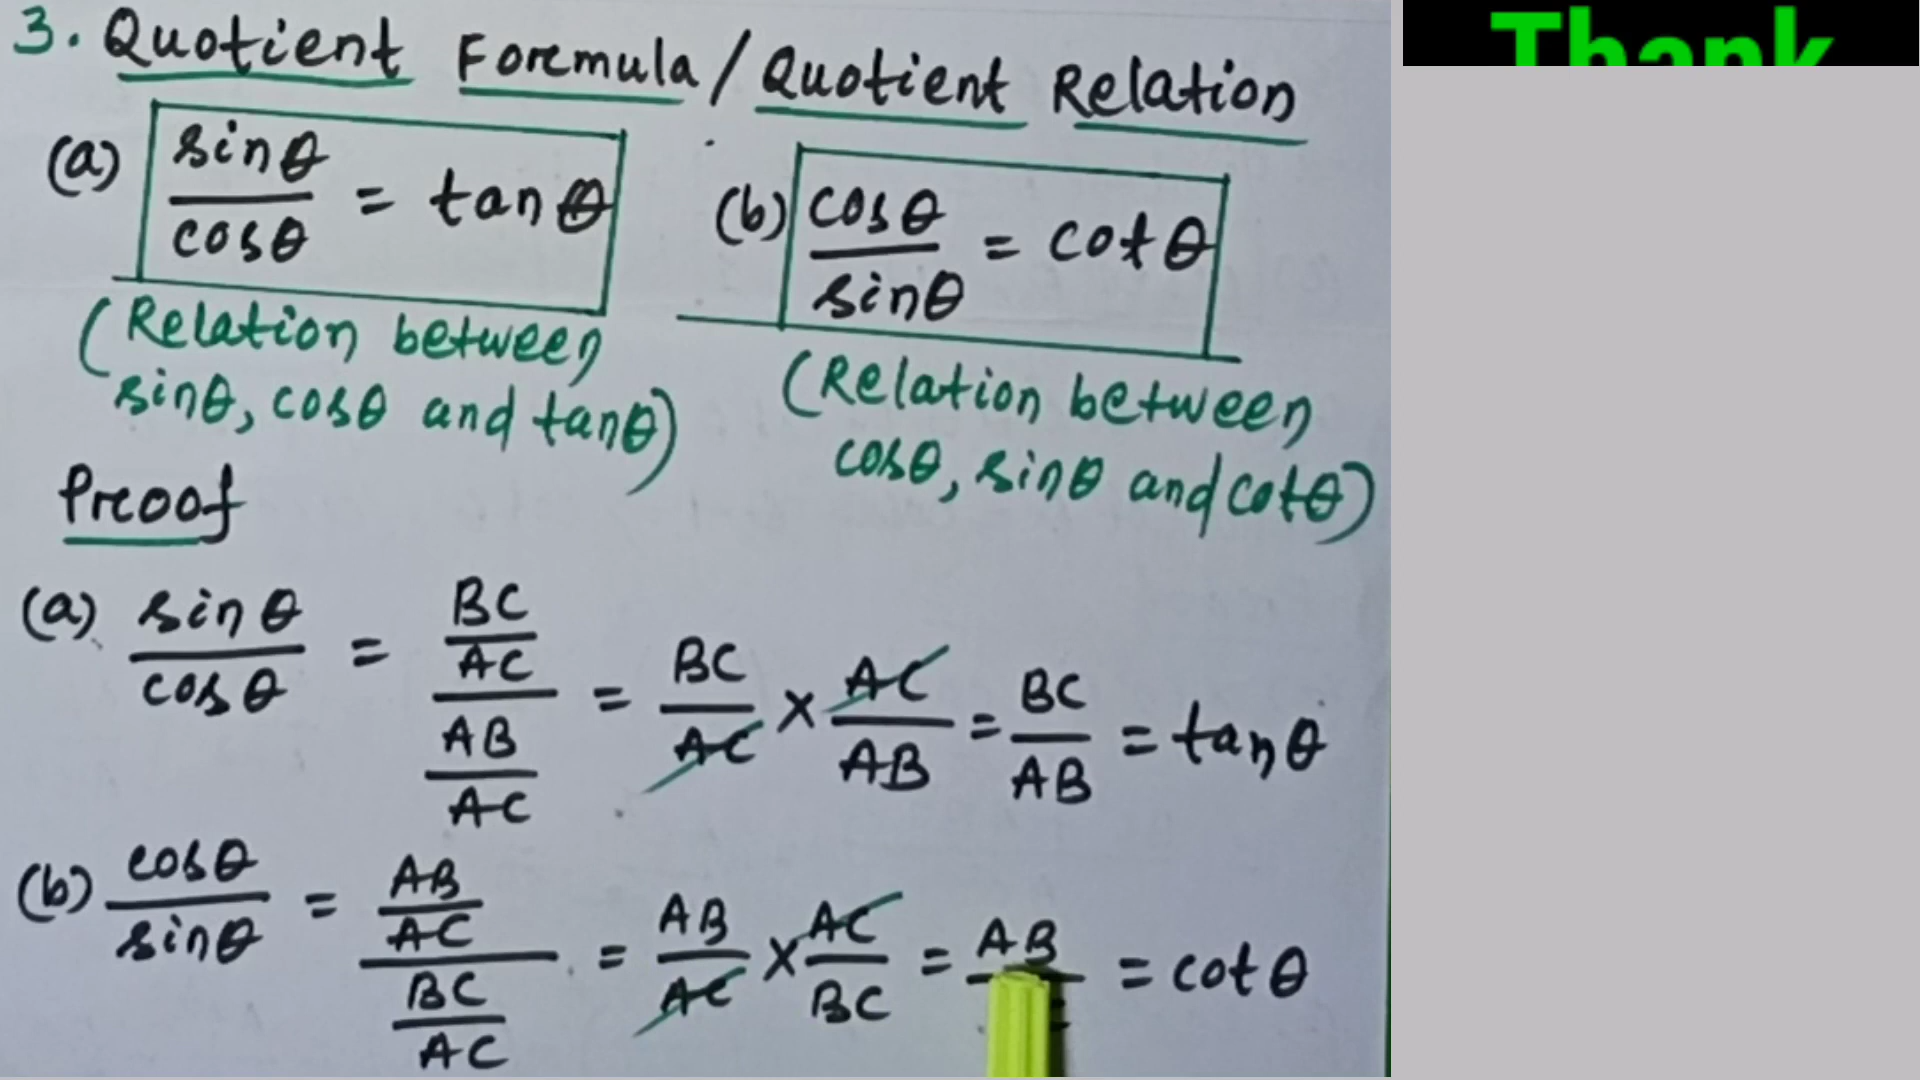 3. Quotient Formula / Quotient Relation
(a) sinθ/cosθ = tanθ (b) cosθ/sinθ = cotθ
(Relation between sinθ, cosθ and tanθ)
(Relation between cosθ, sinθ and cotθ)
Proof
(a) sinθ/cosθ = (BC/AC)/(AB/AC) = BC/AC × AC/AB = BC/AB = tanθ
(b) cosθ/sinθ = (AB/AC)/(BC/AC) = AB/AC × AC/BC = AB/ = cotθ
Thank